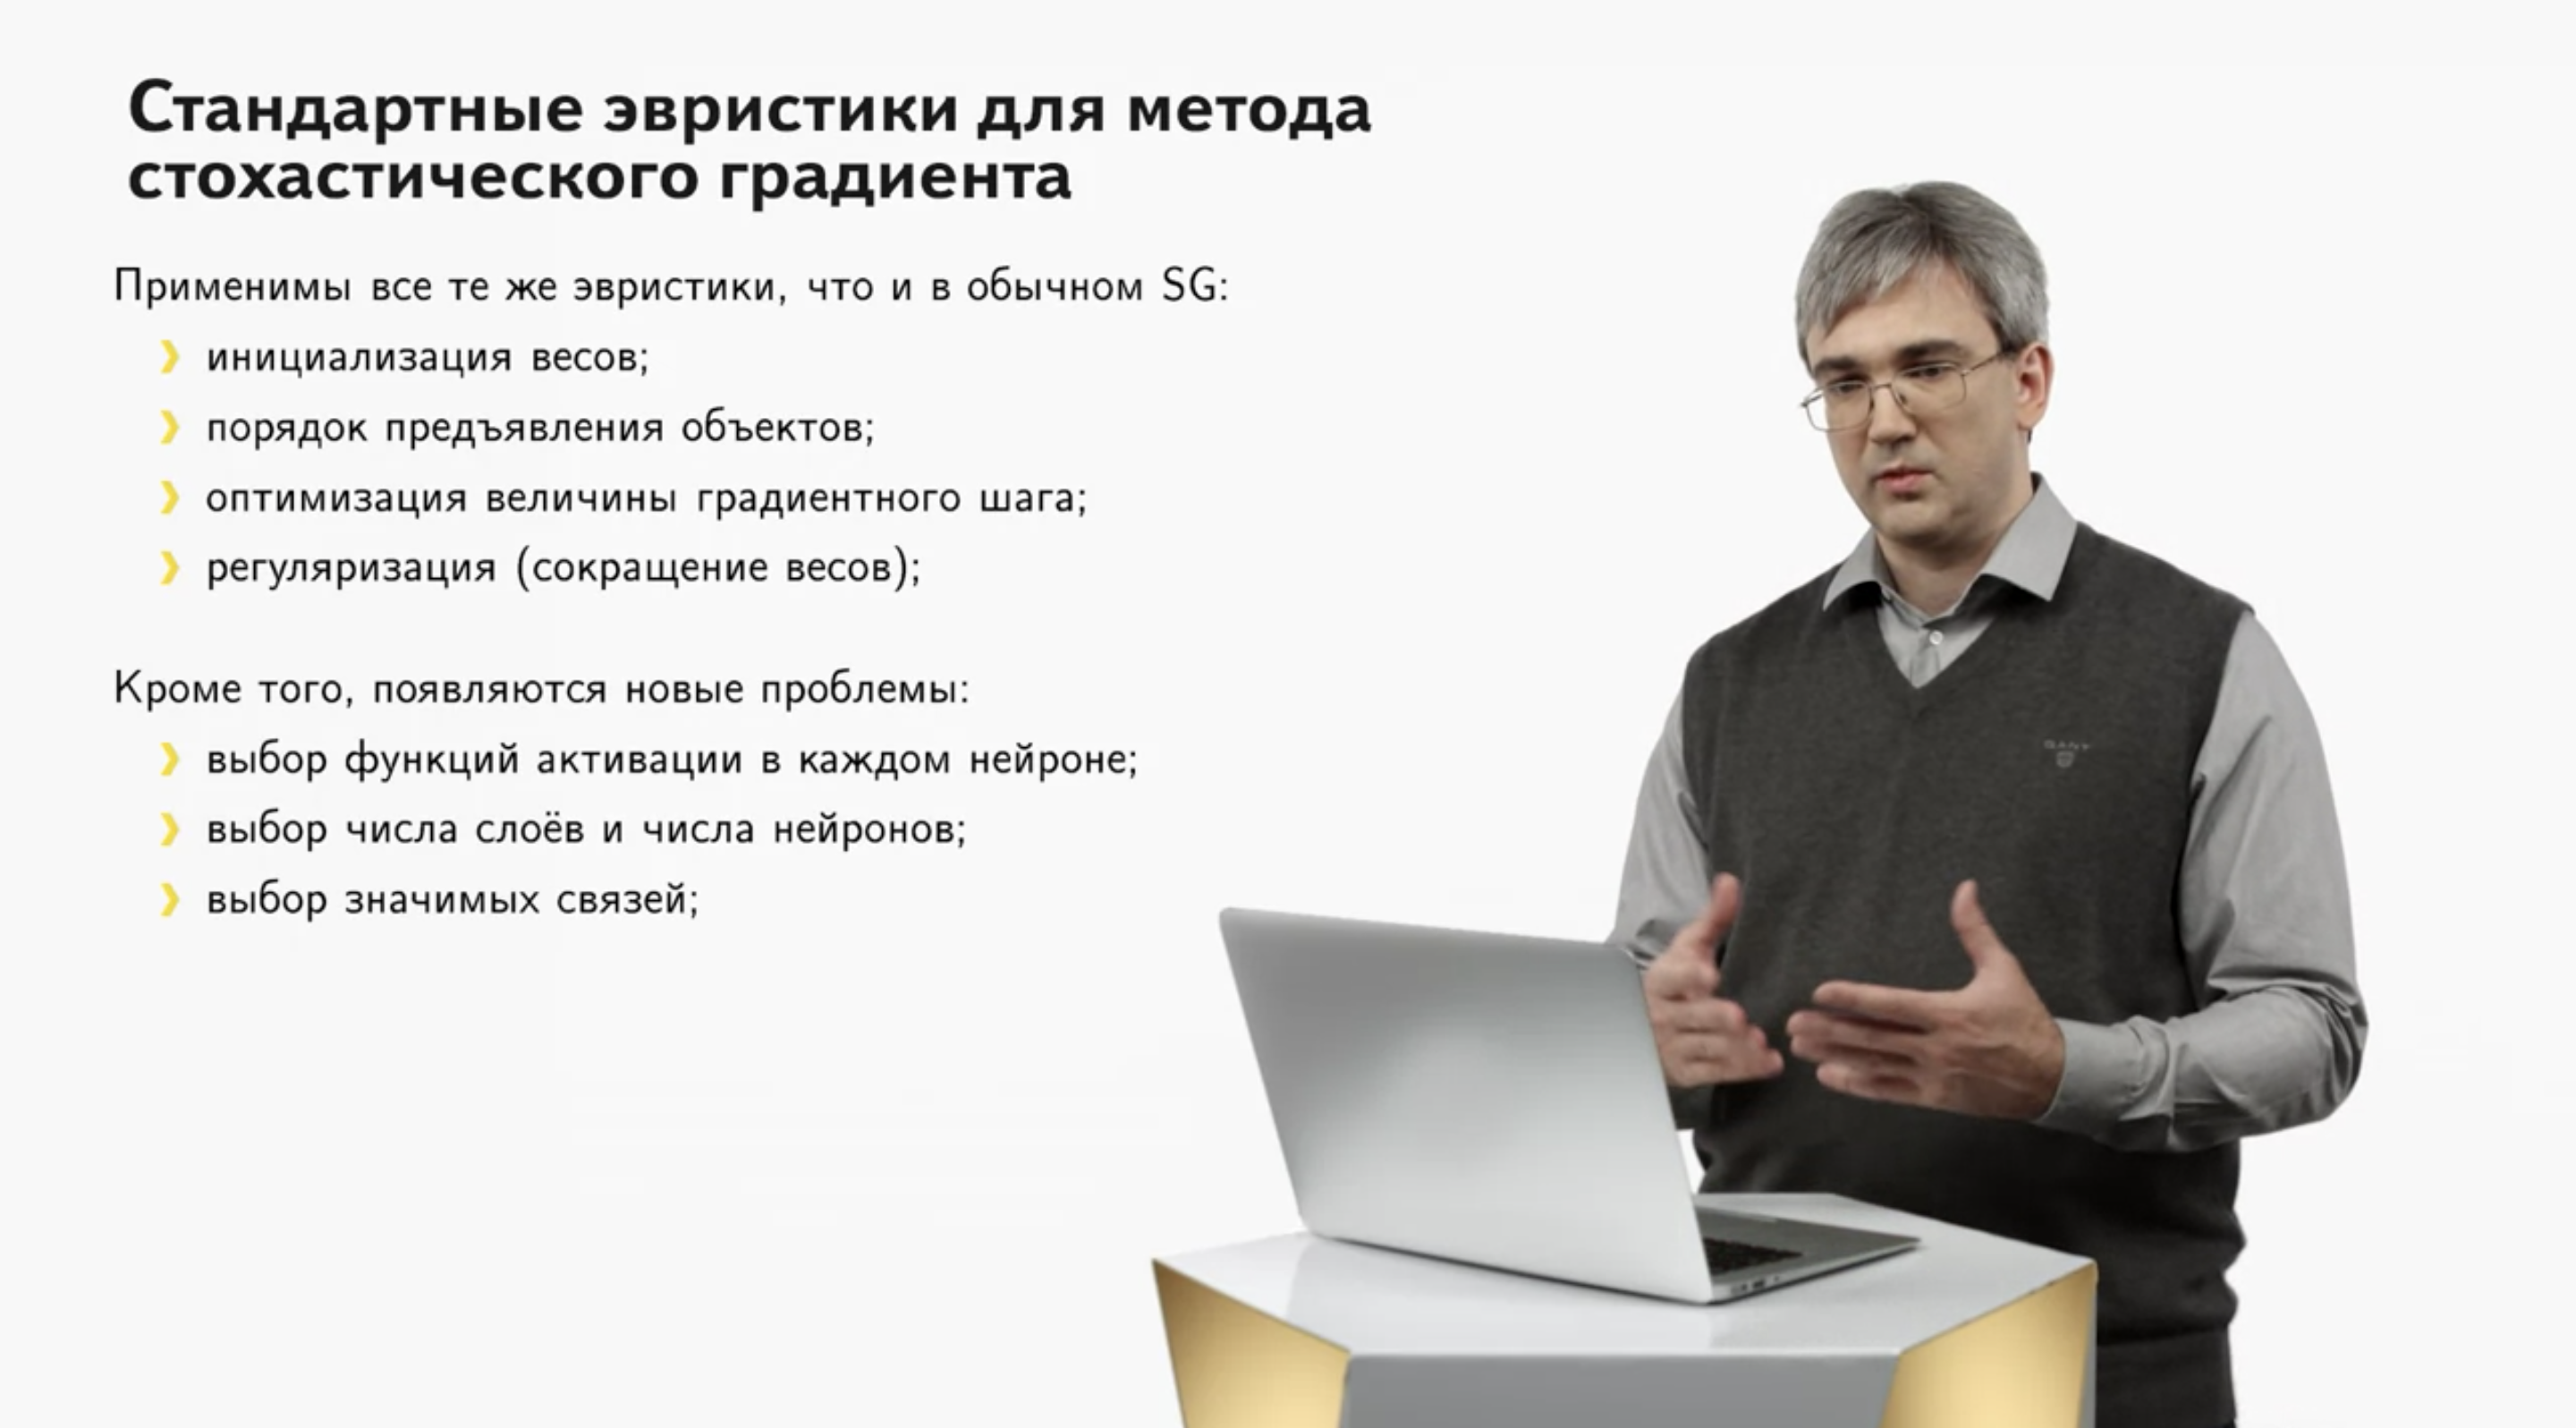 Стандартные эвристики для метода
стохастического градиента
Применимы все те же эвристики, что и в обычном SG:
❯ инициализация весов;
❯ порядок предъявления объектов;
❯ оптимизация величины градиентного шага;
❯ регуляризация (сокращение весов);
Кроме того, появляются новые проблемы:
❯ выбор функций активации в каждом нейроне;
❯ выбор числа слоёв и числа нейронов;
❯ выбор значимых связей;
GANT